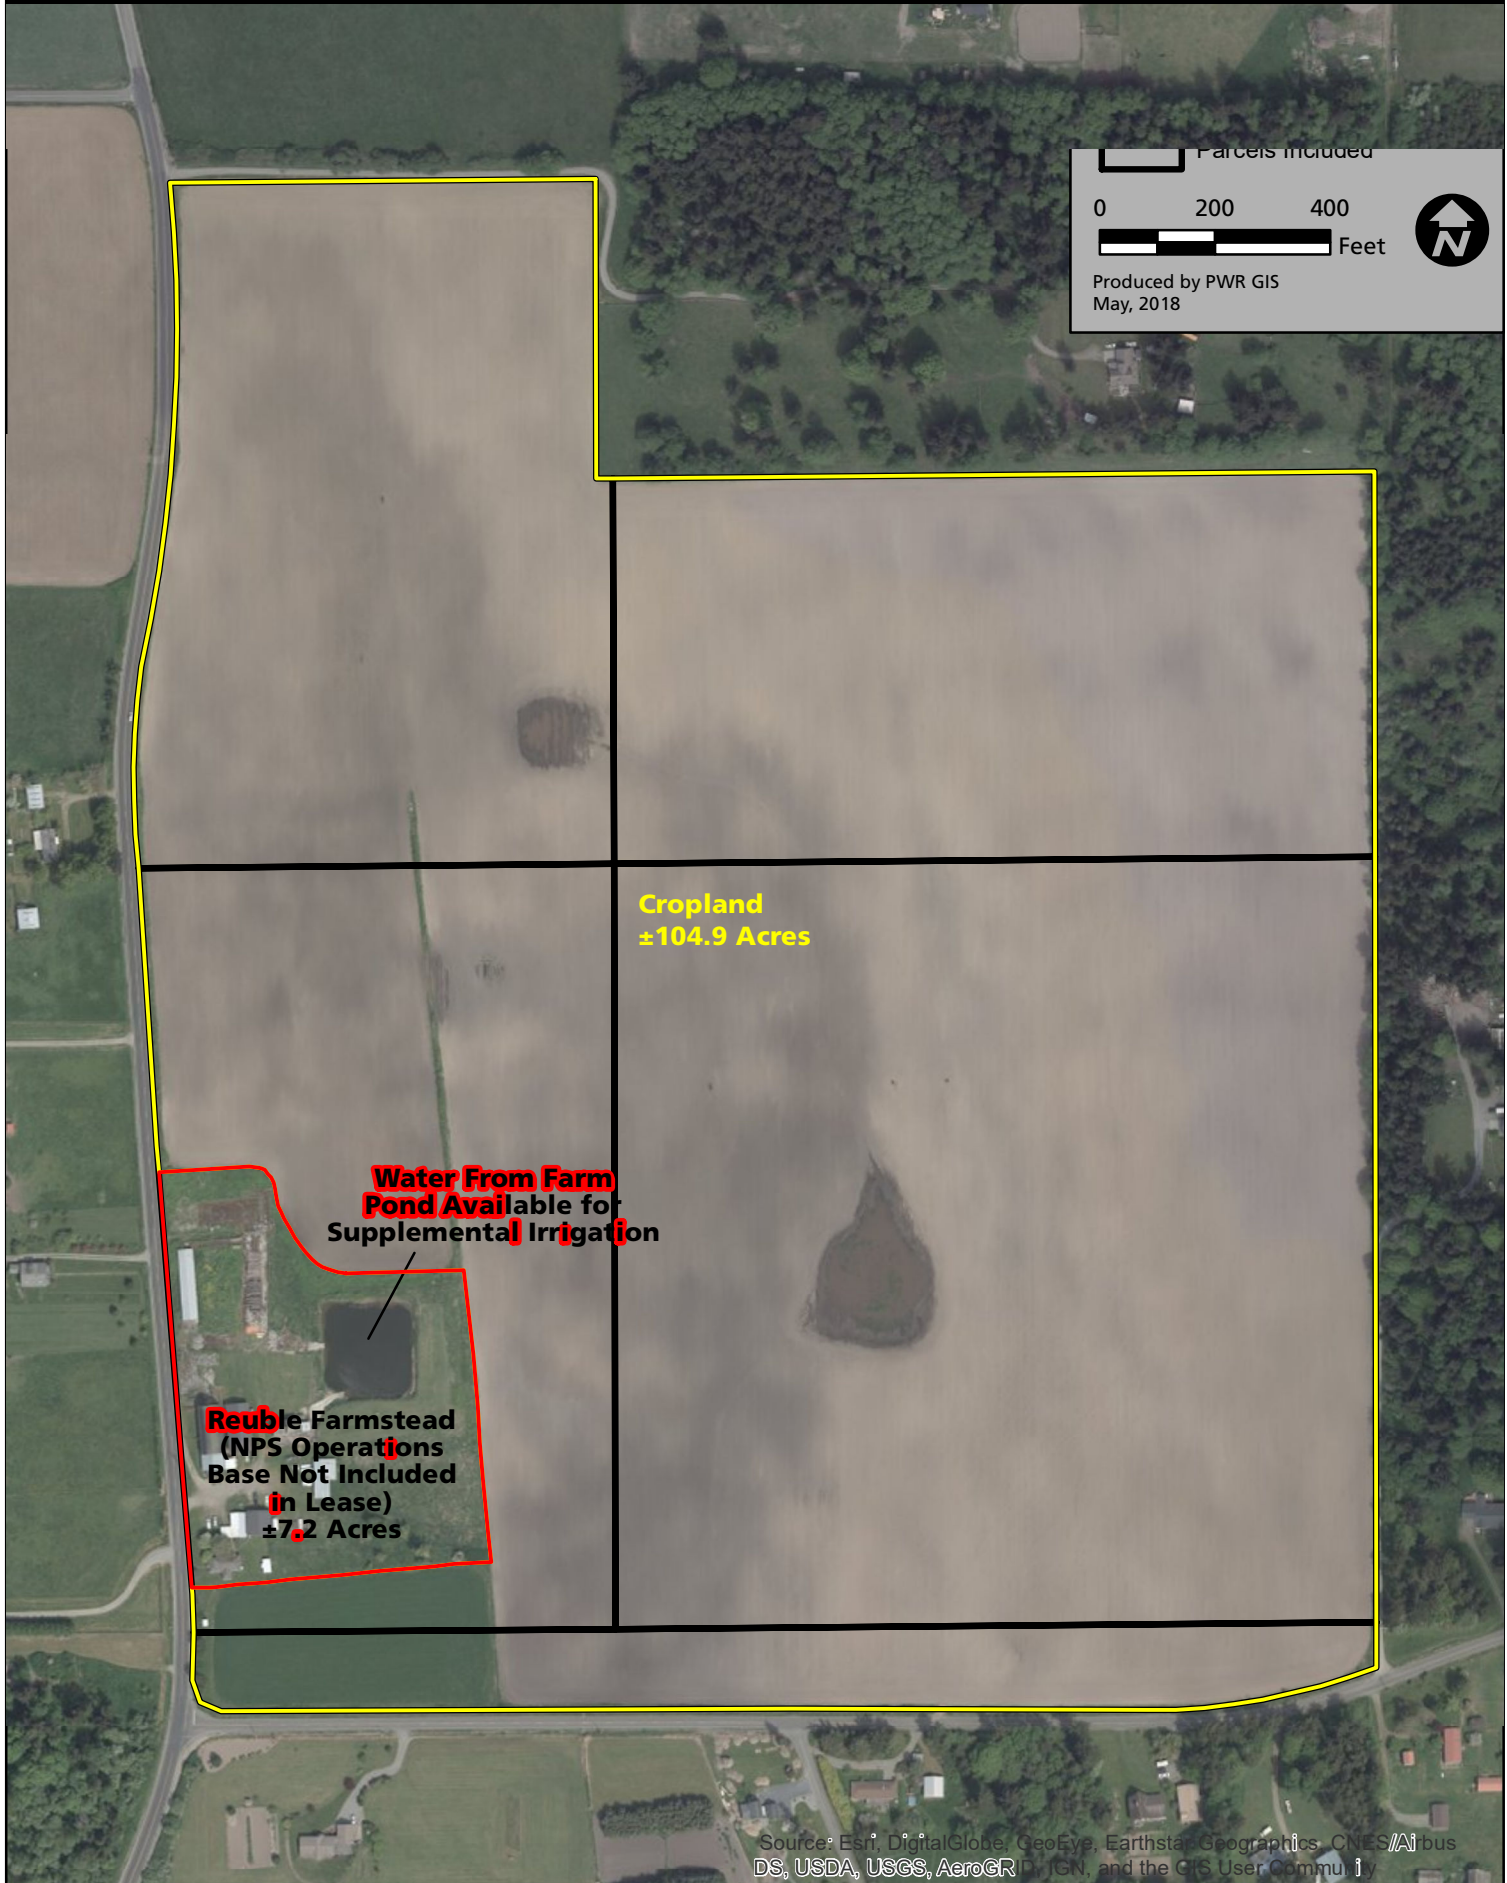 Parcels Included
0 200 400
Feet
N
Produced by PWR GIS
May, 2018
Cropland
±104.9 Acres
Water From Farm
Pond Available for
Supplemental Irrigation
Reuble Farmstead
(NPS Operations
Base Not Included
in Lease)
±7.2 Acres
Source: Esri, DigitalGlobe, GeoEye, Earthstar Geographics, CNES/Airbus
DS, USDA, USGS, AeroGRID, IGN, and the GIS User Community